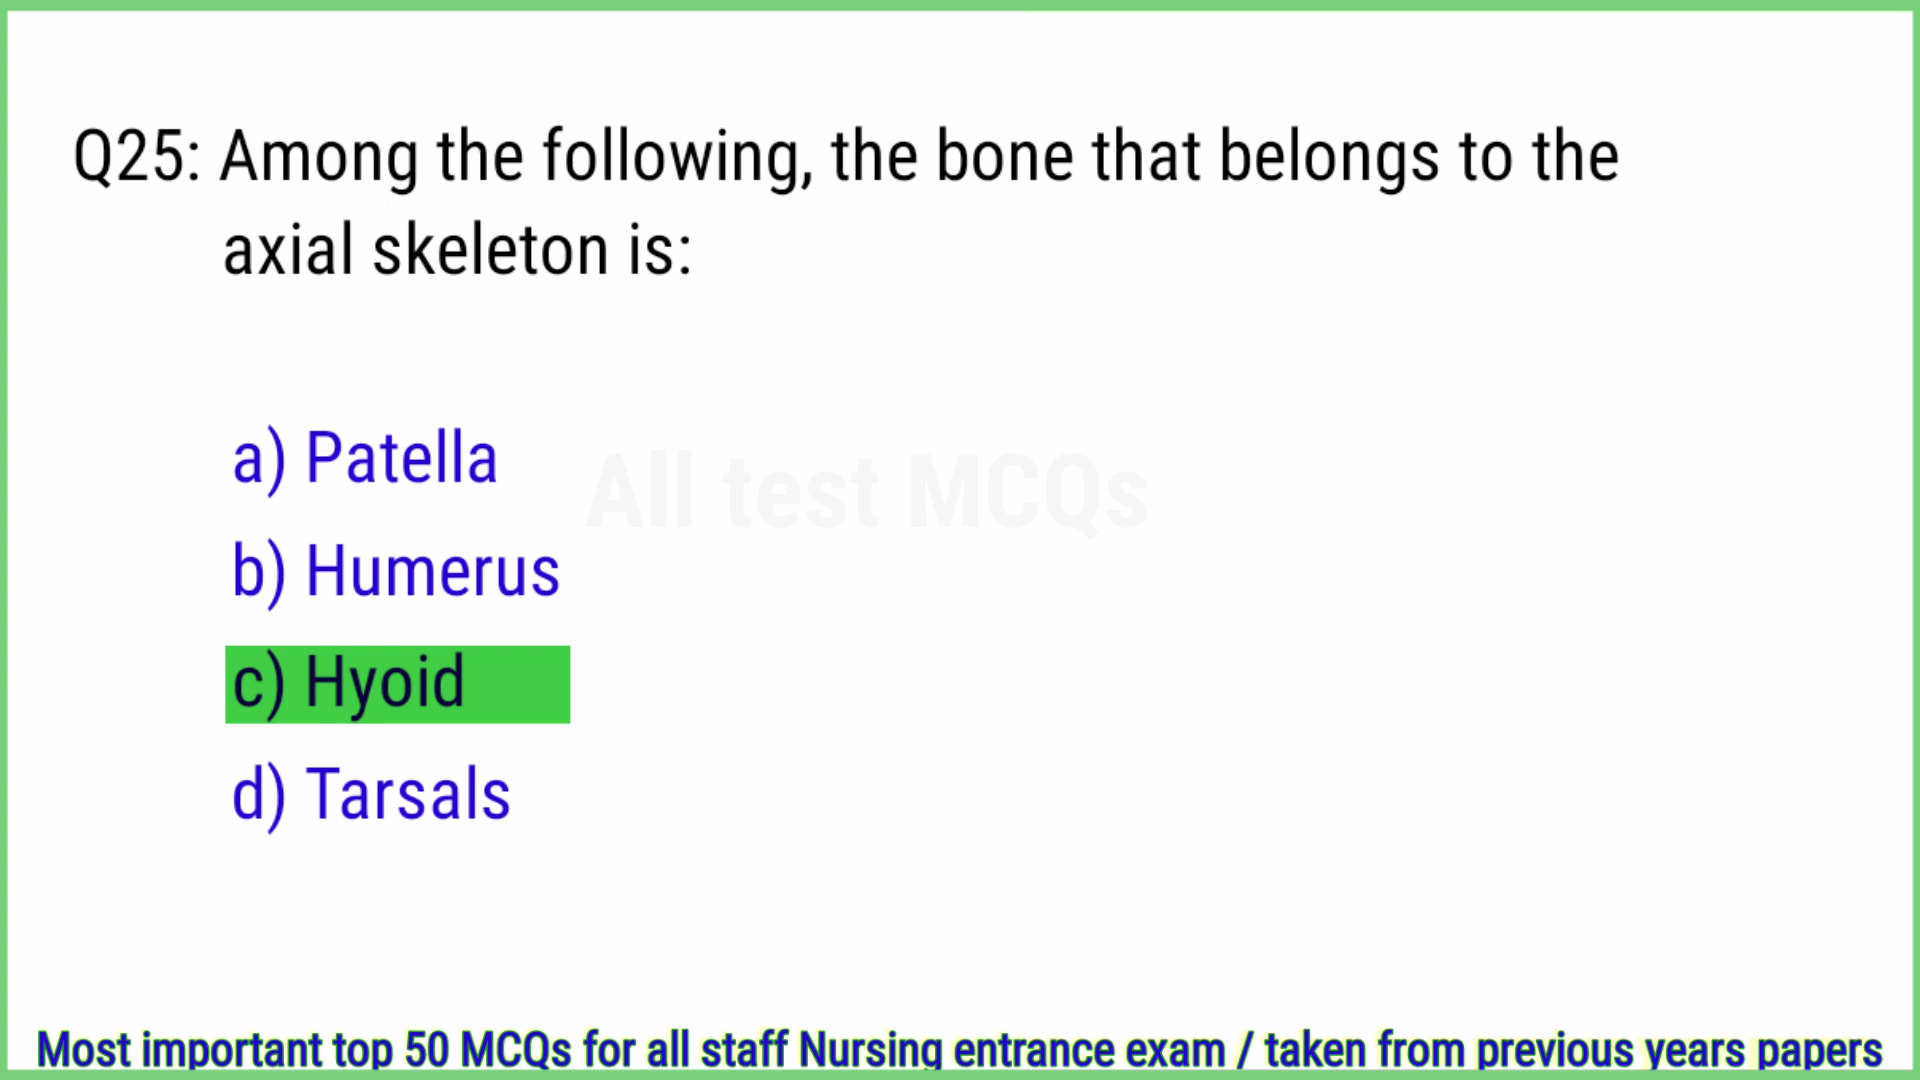 Q25: Among the following, the bone that belongs to the
axial skeleton is:
a) Patella
All test MCQs
b) Humerus
c) Hyoid
d) Tarsals
Most important top 50 MCQs for all staff Nursing entrance exam / taken from previous years papers